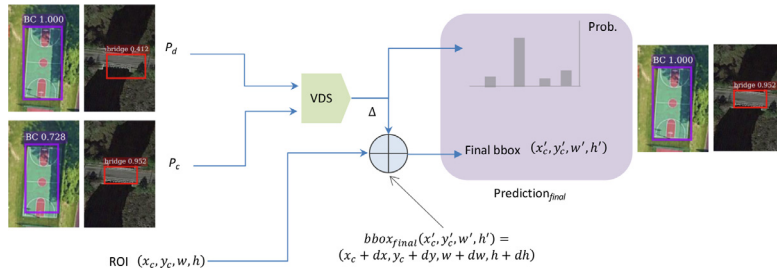 BC 1.000
bridge 0.412
P_d
BC 0.728
bridge 0.952
P_c
VDS
Δ
Prob.
Final bbox (x'_c, y'_c, w', h')
Prediction_final
BC 1.000
bridge 0.952
ROI (x_c, y_c, w, h)
bbox_final(x'_c, y'_c, w', h') =
(x_c + dx, y_c + dy, w + dw, h + dh)